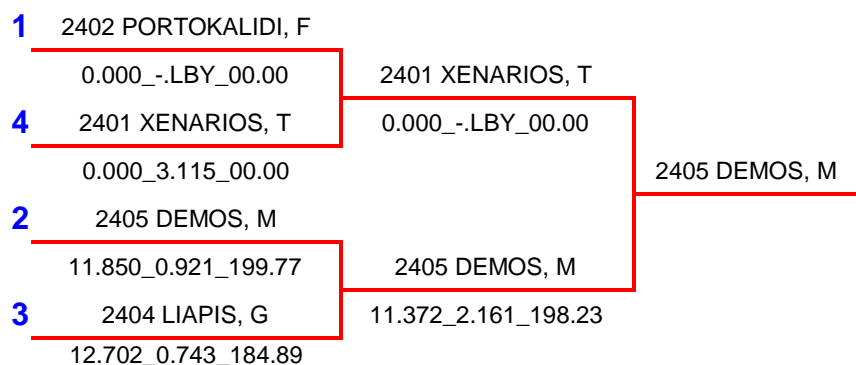 1 2402 PORTOKALIDI, F
0.000_-.LBY_00.00
2401 XENARIOS, T
4 2401 XENARIOS, T
0.000_-.LBY_00.00
0.000_3.115_00.00
2405 DEMOS, M
2 2405 DEMOS, M
11.850_0.921_199.77
2405 DEMOS, M
3 2404 LIAPIS, G
11.372_2.161_198.23
12.702_0.743_184.89